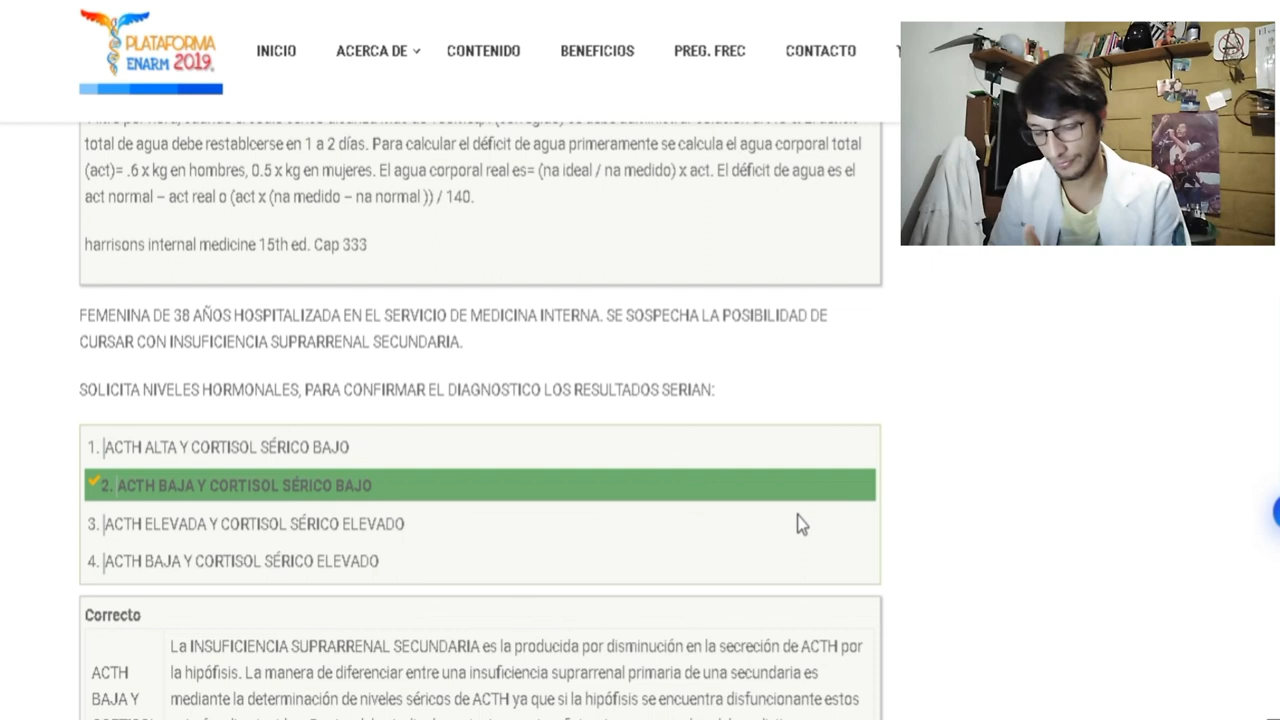 PLATAFORMA
ENARM 2019
INICIO
ACERCA DE
CONTENIDO
BENEFICIOS
PREG. FREC
CONTACTO
total de agua debe restablcerse en 1 a 2 días. Para calcular el déficit de agua primeramente se calcula el agua corporal total
(act)= .6 x kg en hombres, 0.5 x kg en mujeres. El agua corporal real es= (na ideal / na medido) x act. El déficit de agua es el
act normal – act real o (act x (na medido – na normal )) / 140.
harrisons internal medicine 15th ed. Cap 333
FEMENINA DE 38 AÑOS HOSPITALIZADA EN EL SERVICIO DE MEDICINA INTERNA. SE SOSPECHA LA POSIBILIDAD DE
CURSAR CON INSUFICIENCIA SUPRARRENAL SECUNDARIA.
SOLICITA NIVELES HORMONALES, PARA CONFIRMAR EL DIAGNOSTICO LOS RESULTADOS SERIAN:
1. ACTH ALTA Y CORTISOL SÉRICO BAJO
2. ACTH BAJA Y CORTISOL SÉRICO BAJO
3. ACTH ELEVADA Y CORTISOL SÉRICO ELEVADO
4. ACTH BAJA Y CORTISOL SÉRICO ELEVADO
Correcto
La INSUFICIENCIA SUPRARRENAL SECUNDARIA es la producida por disminución en la secreción de ACTH por
ACTH la hipófisis. La manera de diferenciar entre una insuficiencia suprarrenal primaria de una secundaria es
BAJA Y mediante la determinación de niveles séricos de ACTH ya que si la hipófisis se encuentra disfuncionante estos